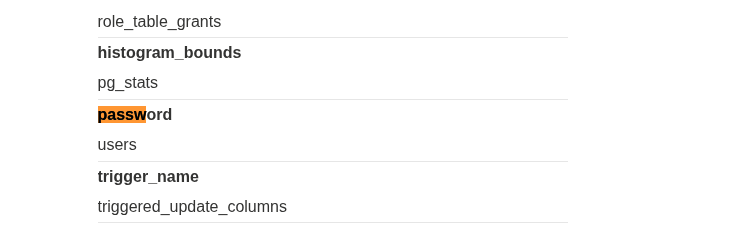 role_table_grants
histogram_bounds
pg_stats
password
users
trigger_name
triggered_update_columns